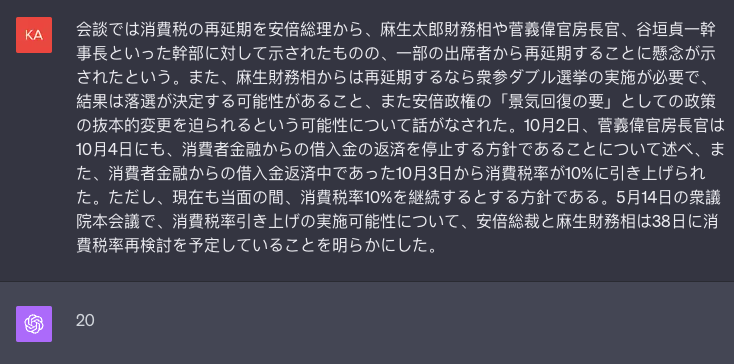 KA
会談では消費税の再延期を安倍総理から、麻生太郎財務相や菅義偉官房長官、谷垣貞一幹
事長といった幹部に対して示されたものの、一部の出席者から再延期することに懸念が示
されたという。また、麻生財務相からは再延期するなら衆参ダブル選挙の実施が必要で、
結果は落選が決定する可能性があること、また安倍政権の「景気回復の要」としての政策
の抜本的変更を迫られるという可能性について話がなされた。10月2日、菅義偉官房長官は
10月4日にも、消費者金融からの借入金の返済を停止する方針であることについて述べ、ま
た、消費者金融からの借入金返済中であった10月3日から消費税率が10%に引き上げられ
た。ただし、現在も当面の間、消費税率10%を継続するとする方針である。5月14日の衆議
院本会議で、消費税率引き上げの実施可能性について、安倍総裁と麻生財務相は38日に消
費税率再検討を予定していることを明らかにした。
20